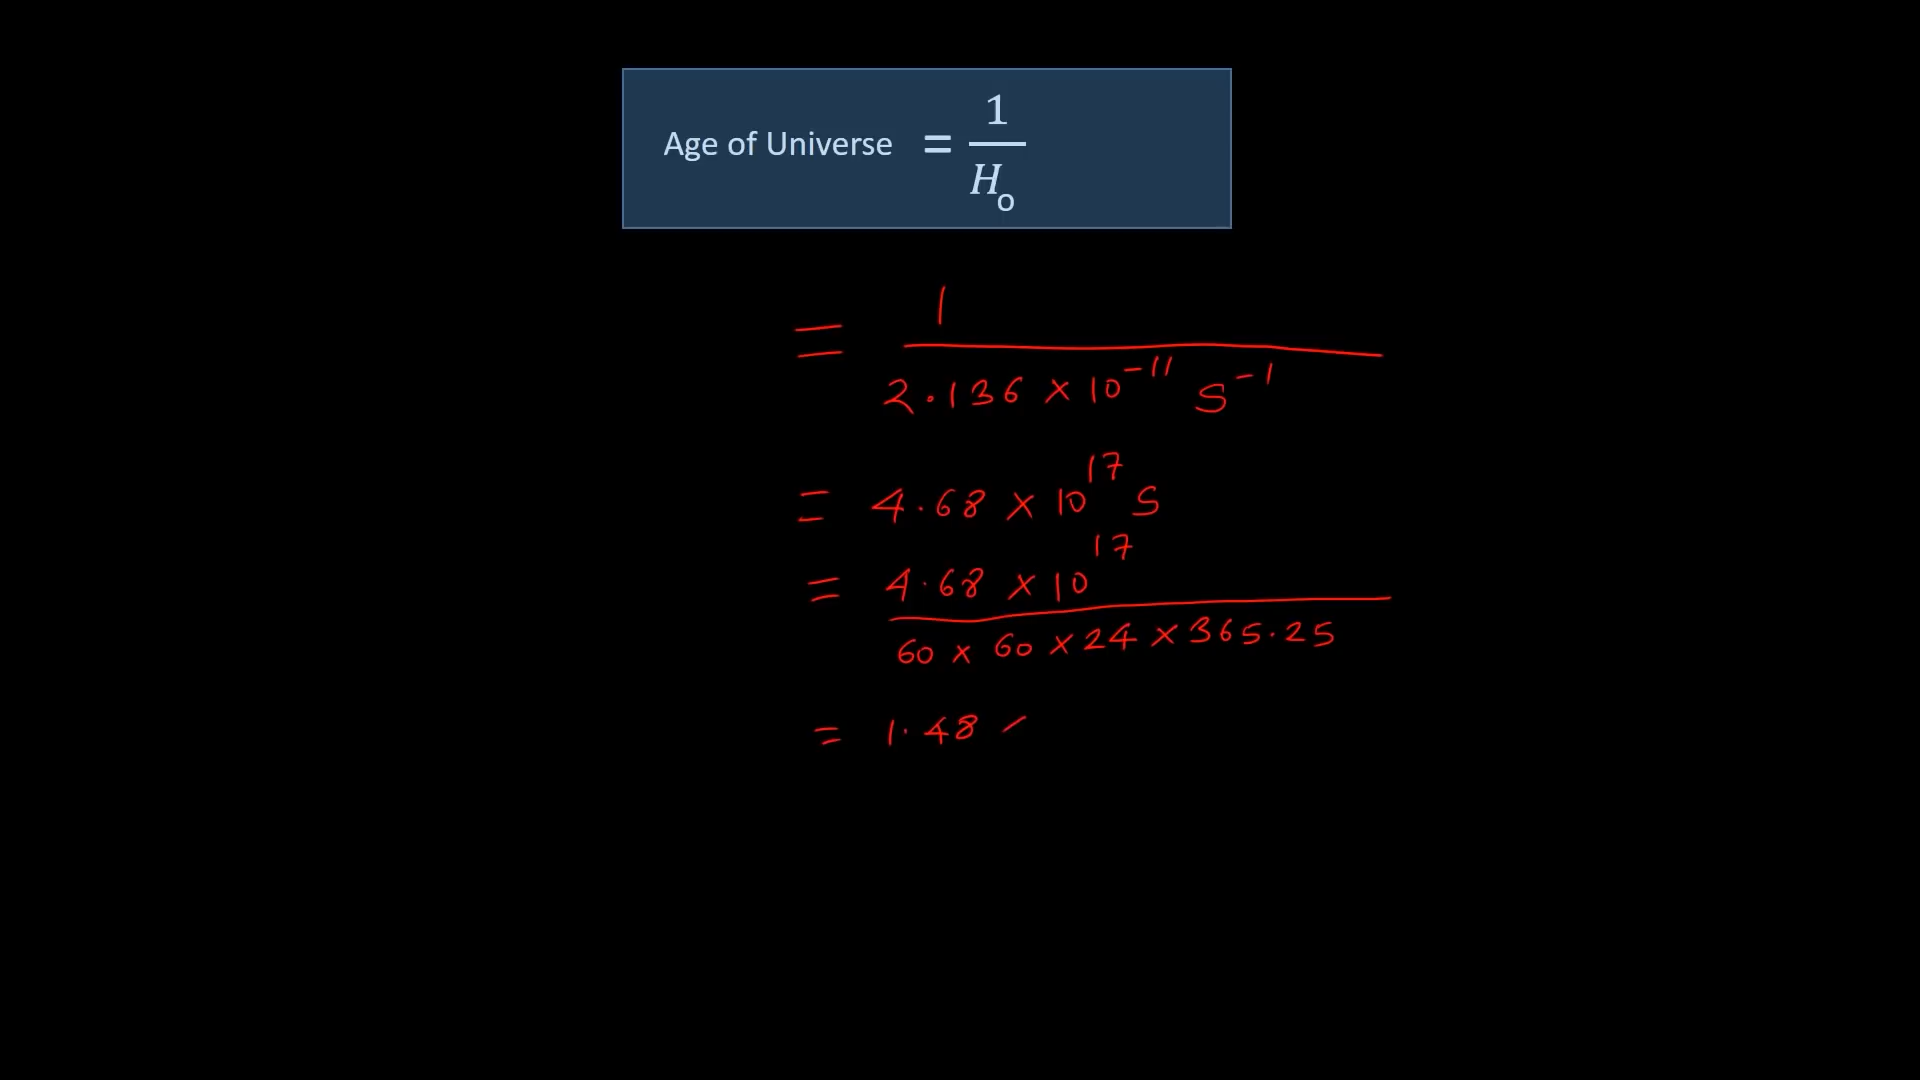 Age of Universe = 1/H₀
= 1 / 2.136 × 10⁻¹¹ S⁻¹
= 4.68 × 10¹⁷ S
= 4.68 × 10¹⁷ / 60 × 60 × 24 × 365.25
= 1.48